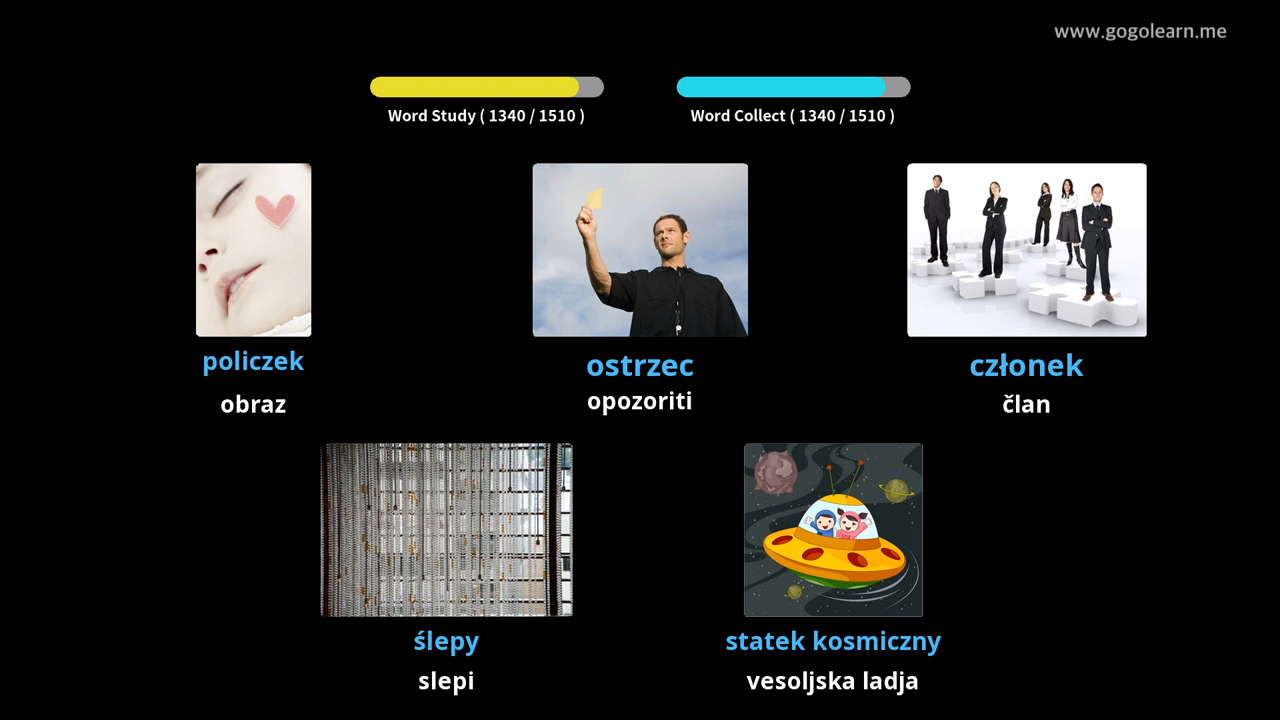 www.gogolearn.me
Word Study ( 1340 / 1510 )
Word Collect ( 1340 / 1510 )
policzek
obraz
ostrzec
opozoriti
członek
član
ślepy
slepi
statek kosmiczny
vesoljska ladja